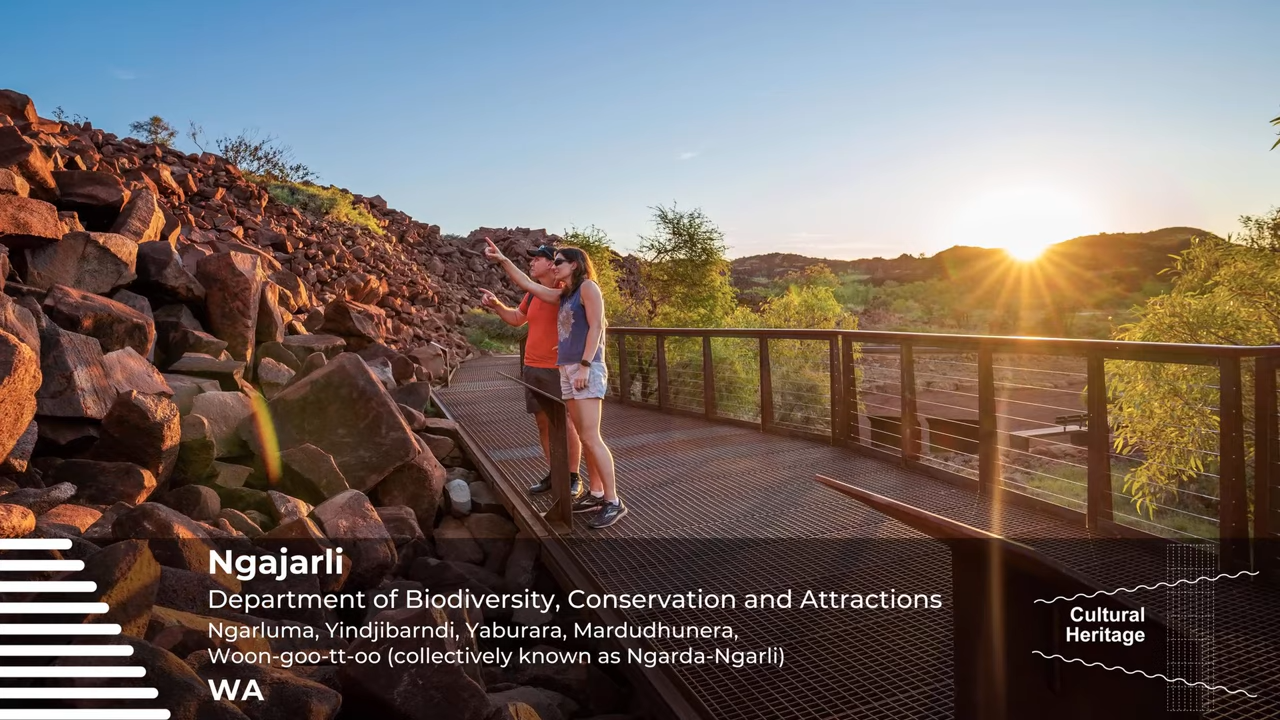 Ngajarli
Department of Biodiversity, Conservation and Attractions
Ngarluma, Yindjibarndi, Yaburara, Mardudhunera,
Woon-goo-tt-oo (collectively known as Ngarda-Ngarli)
WA
Cultural
Heritage